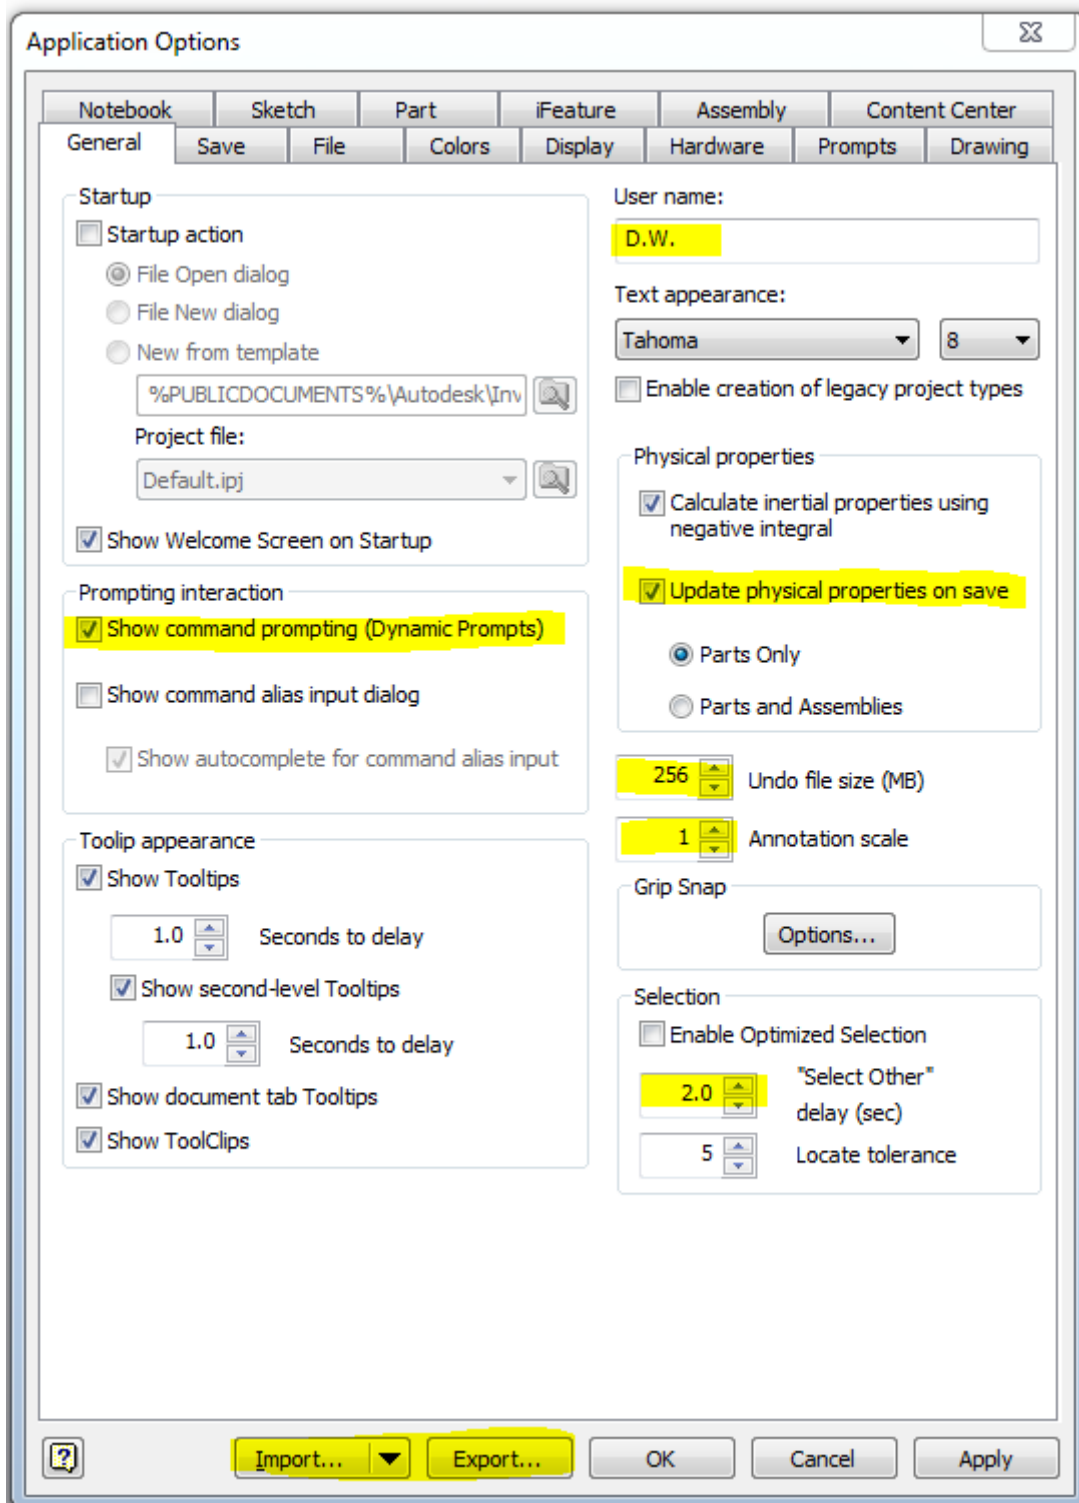 Application Options
Notebook Sketch Part iFeature Assembly Content Center
General Save File Colors Display Hardware Prompts Drawing
Startup
Startup action
File Open dialog
File New dialog
New from template
%PUBLICDOCUMENTS%\Autodesk\Inv
Project file:
Default.ipj
Show Welcome Screen on Startup
Prompting interaction
Show command prompting (Dynamic Prompts)
Show command alias input dialog
Show autocomplete for command alias input
Toolip appearance
Show Tooltips
1.0 Seconds to delay
Show second-level Tooltips
1.0 Seconds to delay
Show document tab Tooltips
Show ToolClips
User name:
D.W.
Text appearance:
Tahoma 8
Enable creation of legacy project types
Physical properties
Calculate inertial properties using
negative integral
Update physical properties on save
Parts Only
Parts and Assemblies
256 Undo file size (MB)
1 Annotation scale
Grip Snap
Options...
Selection
Enable Optimized Selection
2.0 "Select Other"
delay (sec)
5 Locate tolerance
? Import... Export... OK Cancel Apply